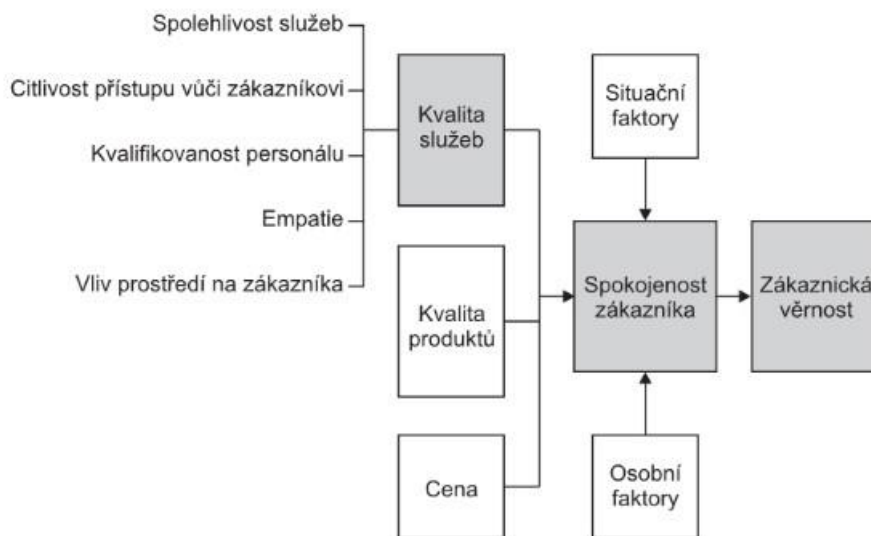 Spolehlivost služeb
Citlivost přístupu vůči zákazníkovi
Kvalifikovanost personálu
Empatie
Vliv prostředí na zákazníka
Kvalita
služeb
Kvalita
produktů
Cena
Situační
faktory
Spokojenost
zákazníka
Osobní
faktory
Zákaznická
věrnost